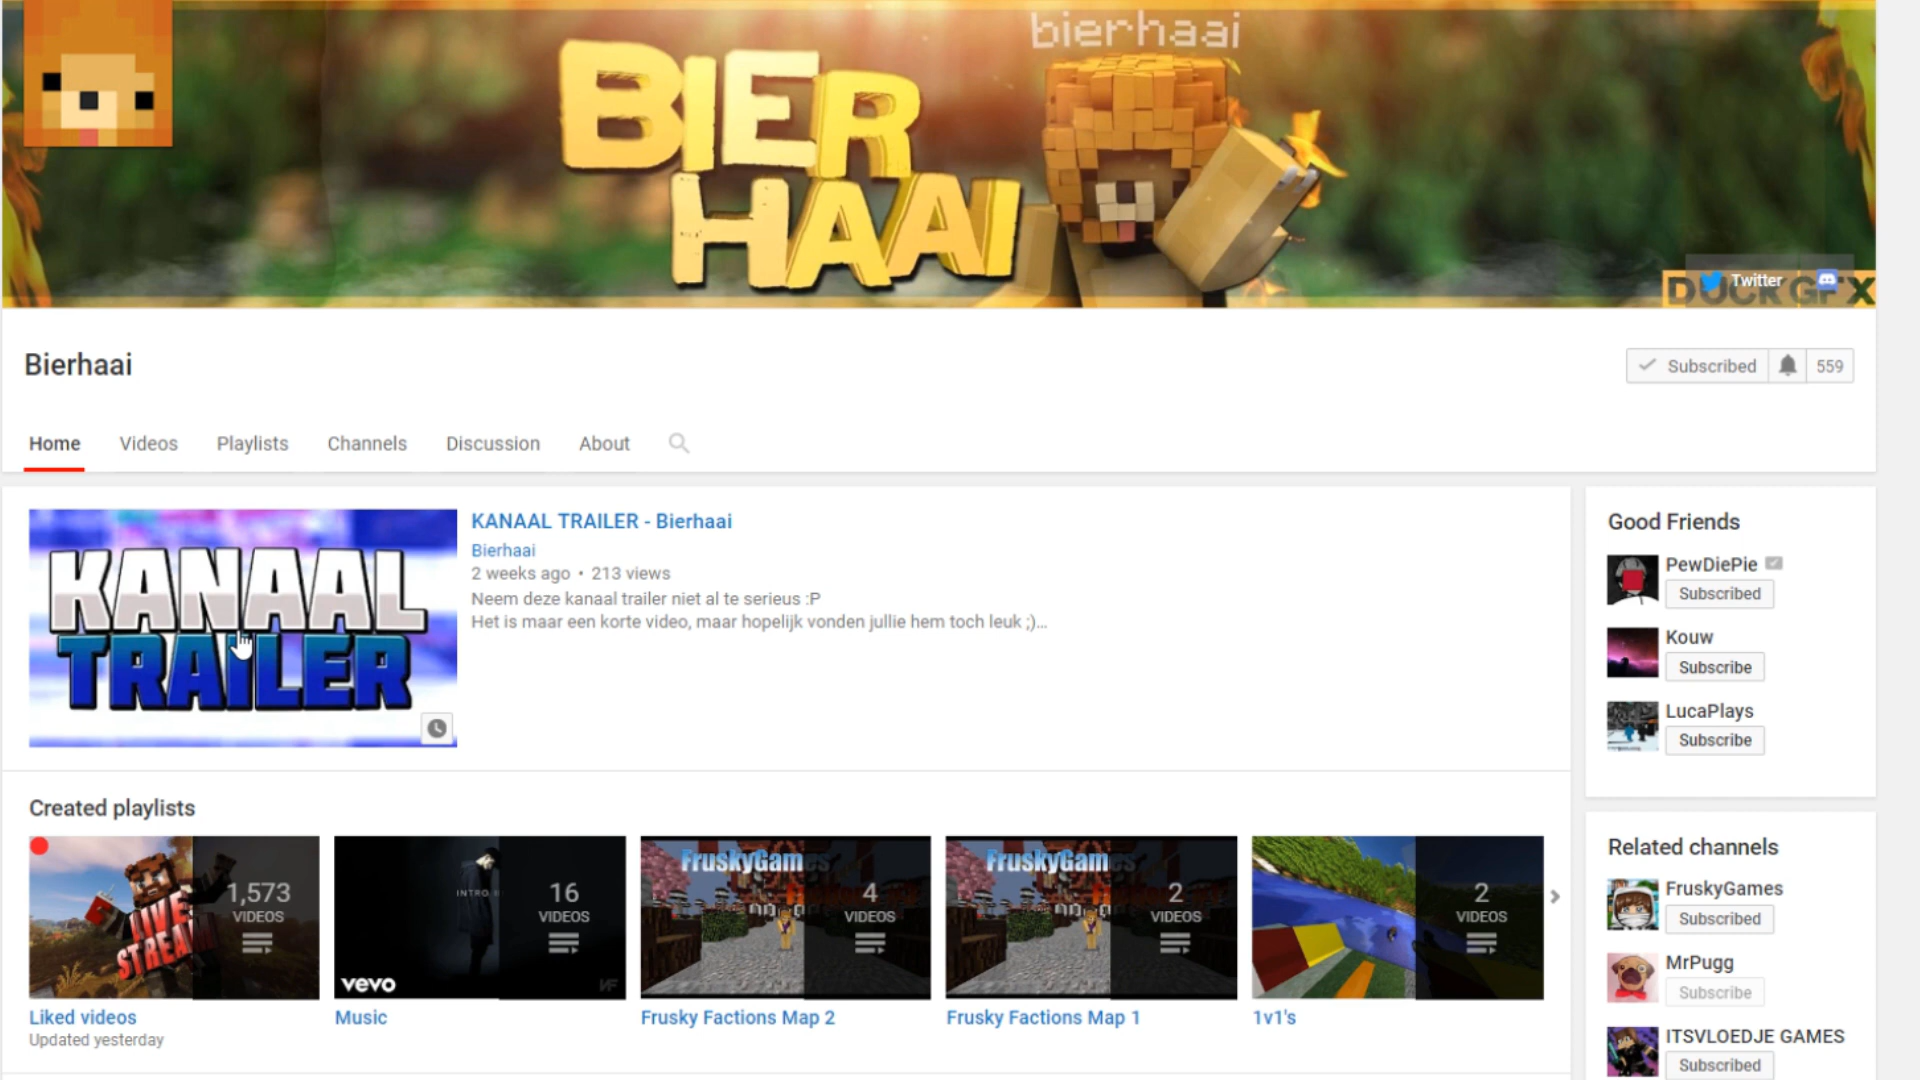 bierhaai
BIER
HAAI
Twitter
DUCK GFX
Bierhaai
Subscribed
559
Home
Videos
Playlists
Channels
Discussion
About
KANAAL
TRAILER
KANAAL TRAILER - Bierhaai
Bierhaai
2 weeks ago • 213 views
Neem deze kanaal trailer niet al te serieus :P
Het is maar een korte video, maar hopelijk vonden jullie hem toch leuk ;)...
Good Friends
PewDiePie
Subscribed
Kouw
Subscribe
LucaPlays
Subscribe
Created playlists
LIVE
STREAM
1,573
VIDEOS
Liked videos
Updated yesterday
INTRO
vevo
NF
16
VIDEOS
Music
FruskyGames
4
VIDEOS
Frusky Factions Map 2
FruskyGames
2
VIDEOS
Frusky Factions Map 1
2
VIDEOS
1v1's
Related channels
FruskyGames
Subscribed
MrPugg
Subscribe
ITSVLOEDJE GAMES
Subscribed